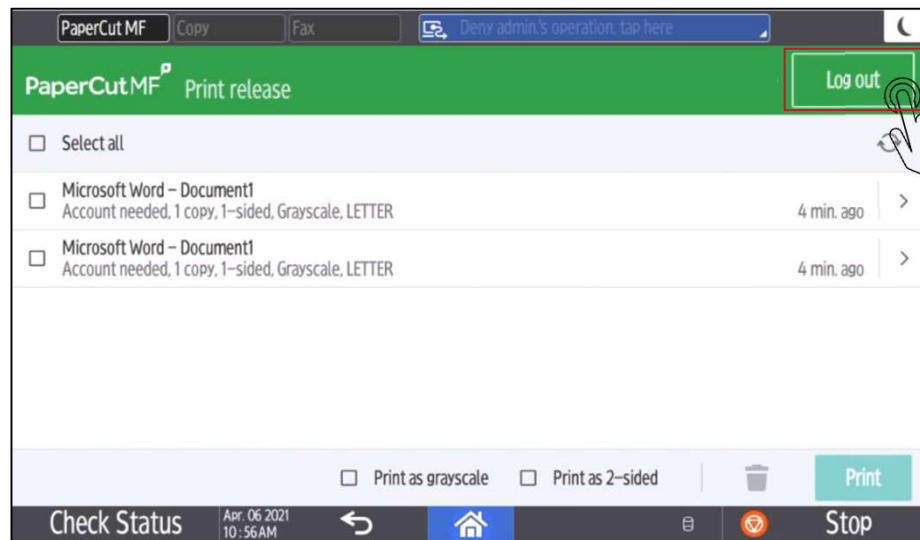 PaperCut MF Copy Fax Deny admin.'s operation, tap here
PaperCut MF Print release Log out
Select all
Microsoft Word – Document1
Account needed, 1 copy, 1–sided, Grayscale, LETTER 4 min. ago
Microsoft Word – Document1
Account needed, 1 copy, 1–sided, Grayscale, LETTER 4 min. ago
Print as grayscale Print as 2–sided Print
Check Status Apr. 06 2021 Stop
10:56AM